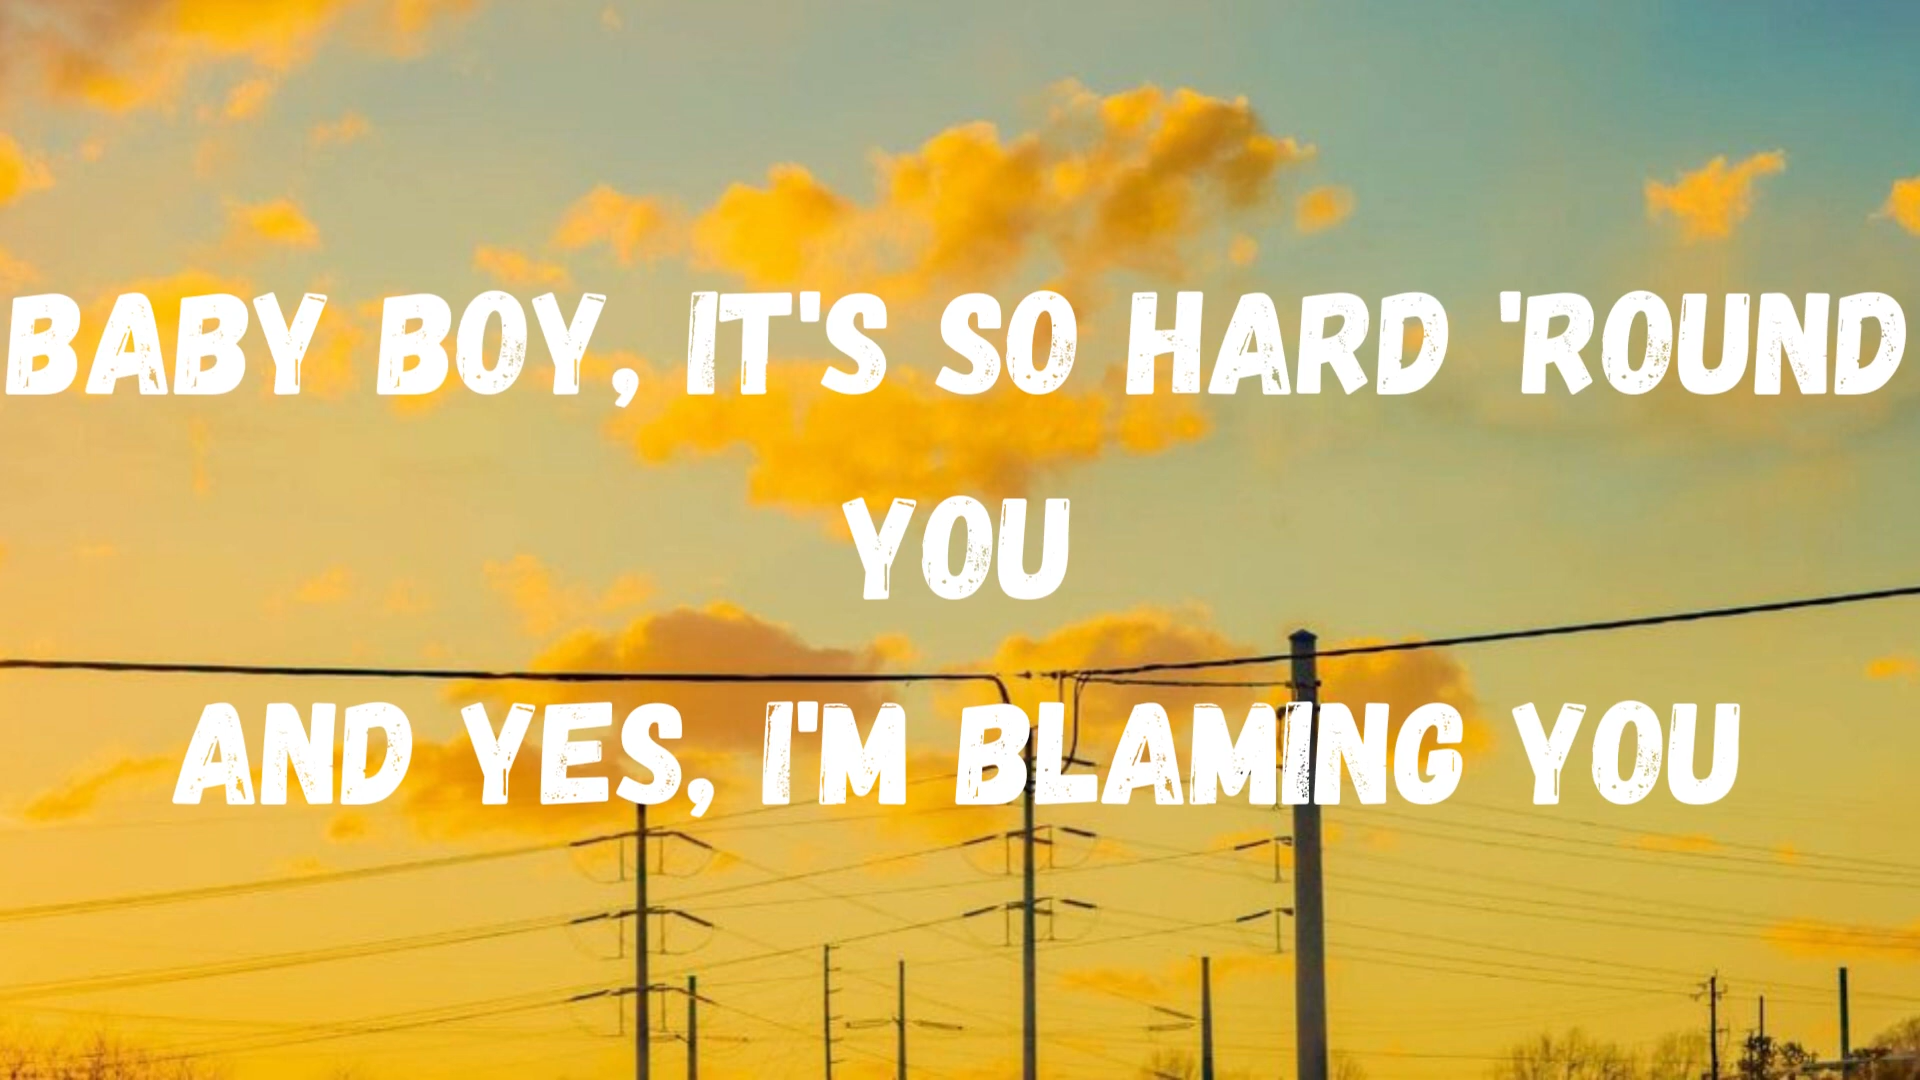 BABY BOY, IT'S SO HARD 'ROUND
YOU
AND YES, I'M BLAMING YOU